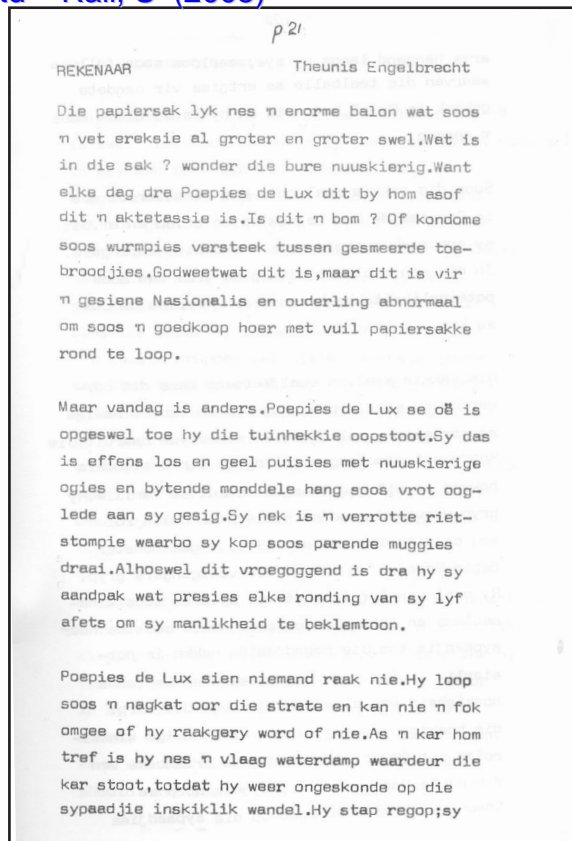 p 21
REKENAAR Theunis Engelbrecht
Die papiersak lyk nes 'n enorme balon wat soos
'n vet ereksie al groter en groter swel.Wat is
in die sak ? wonder die bure nuuskierig.Want
elke dag dra Poepies de Lux dit by hom asof
dit 'n aktetassie is.Is dit 'n bom ? Of kondome
soos wurmpies versteek tussen gesmeerde toe-
broodjies.Godweetwat dit is,maar dit is vir
'n gesiene Nasionalis en ouderling abnormaal
om soos 'n goedkoop hoer met vuil papiersakke
rond te loop.
Maar vandag is anders.Poepies de Lux se oë is
opgeswel toe hy die tuinhekkie oopstoot.Sy das
is effens los en geel puisies met nuuskierige
ogies en bytende monddele hang soos vrot oog-
lede aan sy gesig.Sy nek is 'n verrotte riet-
stompie waarbo sy kop soos parende muggies
draai.Alhoewel dit vroegoggend is dra hy sy
aandpak wat presies elke ronding van sy lyf
afets om sy manlikheid te beklemtoon.
Poepies de Lux sien niemand raak nie.Hy loop
soos 'n nagkat oor die strate en kan nie 'n fok
omgee of hy raakgery word of nie.As 'n kar hom
tref is hy nes 'n vlaag waterdamp waardeur die
kar stoot,totdat hy weer ongeskonde op die
sypaadjie inskiklik wandel.Hy stap regop;sy